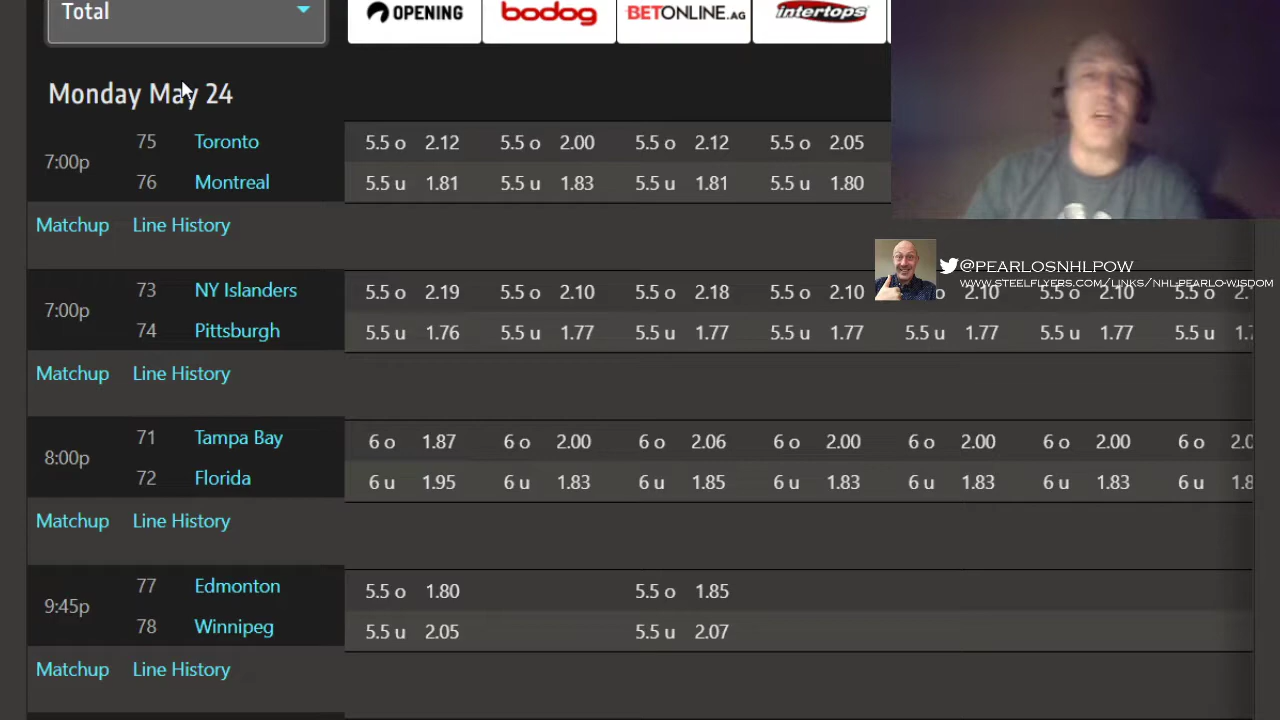 Total
OPENING bodog BETONLINE.AG intertops
Monday May 24
7:00p 75 Toronto 5.5 o 2.12 5.5 o 2.00 5.5 o 2.12 5.5 o 2.05
76 Montreal 5.5 u 1.81 5.5 u 1.83 5.5 u 1.81 5.5 u 1.80
Matchup Line History
@PEARLOSNHLPOW
WWW.STEELFLYERS.COM/LINKS/NHLPEARLO-WISDOM
7:00p 73 NY Islanders 5.5 o 2.19 5.5 o 2.10 5.5 o 2.18 5.5 o 2.10 o 2.10 5.5 o 2.10 5.5 o
74 Pittsburgh 5.5 u 1.76 5.5 u 1.77 5.5 u 1.77 5.5 u 1.77 5.5 u 1.77 5.5 u 1.77 5.5 u
Matchup Line History
8:00p 71 Tampa Bay 6 o 1.87 6 o 2.00 6 o 2.06 6 o 2.00 6 o 2.00 6 o 2.00 6 o
72 Florida 6 u 1.95 6 u 1.83 6 u 1.85 6 u 1.83 6 u 1.83 6 u 1.83 6 u
Matchup Line History
9:45p 77 Edmonton 5.5 o 1.80 5.5 o 1.85
78 Winnipeg 5.5 u 2.05 5.5 u 2.07
Matchup Line History